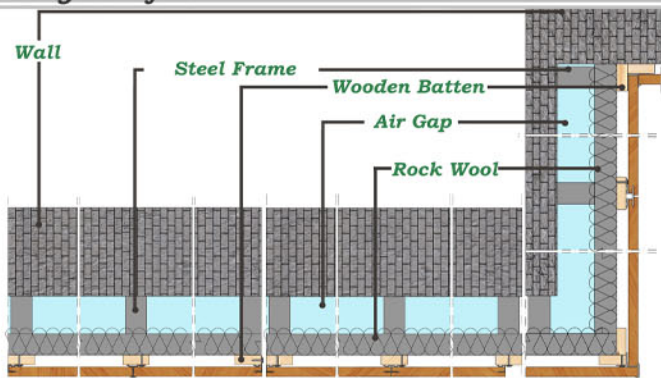 Wall
Steel Frame
Wooden Batten
Air Gap
Rock Wool